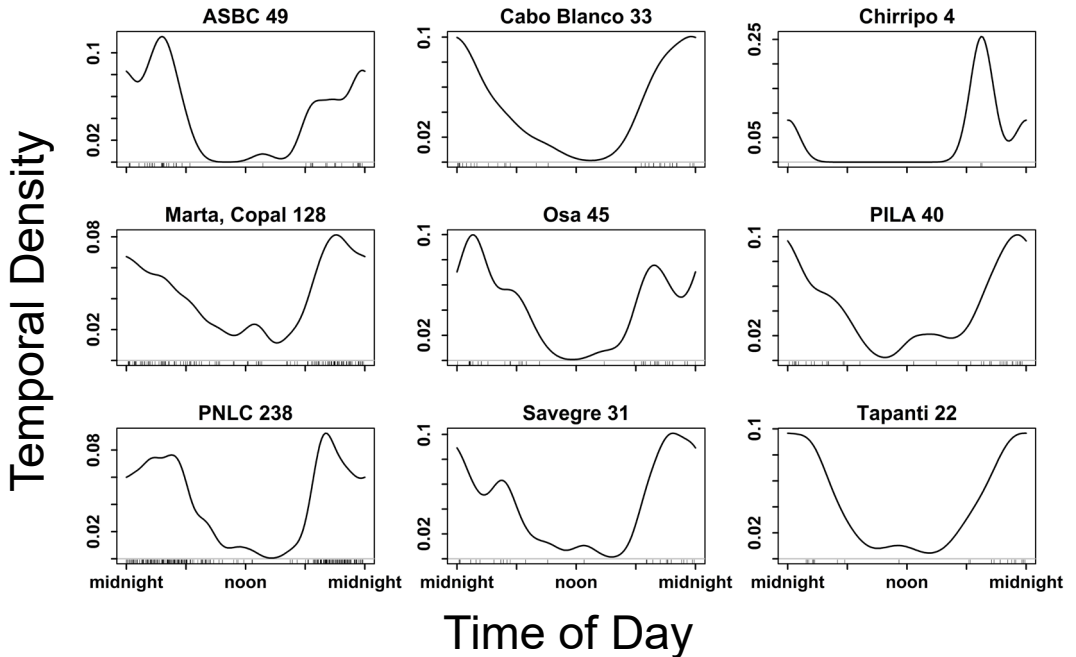 ASBC 49
Cabo Blanco 33
Chirripo 4
0.02
0.1
0.02
0.1
0.05
0.25
Marta, Copal 128
Osa 45
PILA 40
0.02
0.08
0.02
0.1
0.02
0.1
PNLC 238
Savegre 31
Tapanti 22
0.02
0.08
0.02
0.1
0.02
0.1
midnight noon midnight
midnight noon midnight
midnight noon midnight
Temporal Density
Time of Day